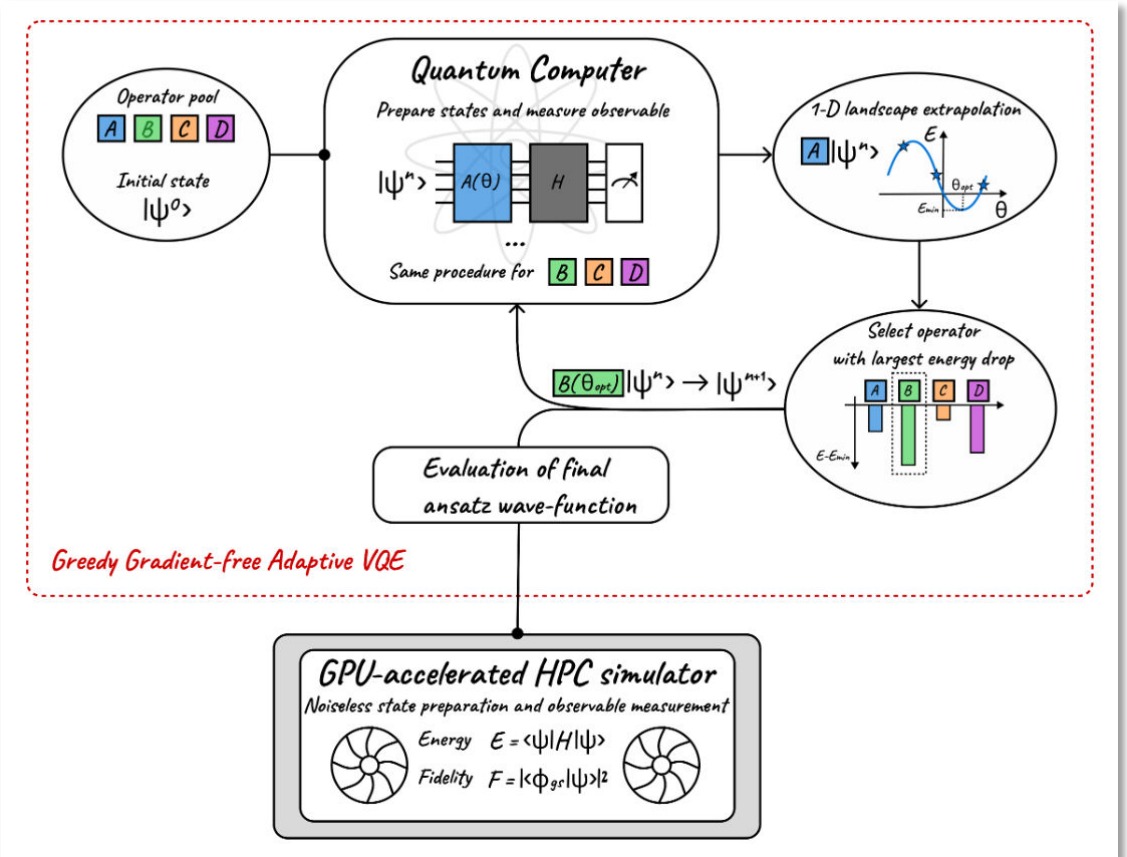 Operator pool
A B C D
Initial state
|ψ⁰⟩
Quantum Computer
Prepare states and measure observable
|ψⁿ⟩ A(θ) H
...
Same procedure for B C D
1-D landscape extrapolation
A |ψⁿ⟩
E
θopt
Emin
θ
Select operator
with largest energy drop
A B C D
E-Emin
B(θopt)|ψⁿ⟩ → |ψⁿ⁺¹⟩
Evaluation of final
ansatz wave-function
Greedy Gradient-free Adaptive VQE
GPU-accelerated HPC simulator
Noiseless state preparation and observable measurement
Energy E = ⟨ψ|H|ψ⟩
Fidelity F = |⟨ϕgs|ψ⟩|²